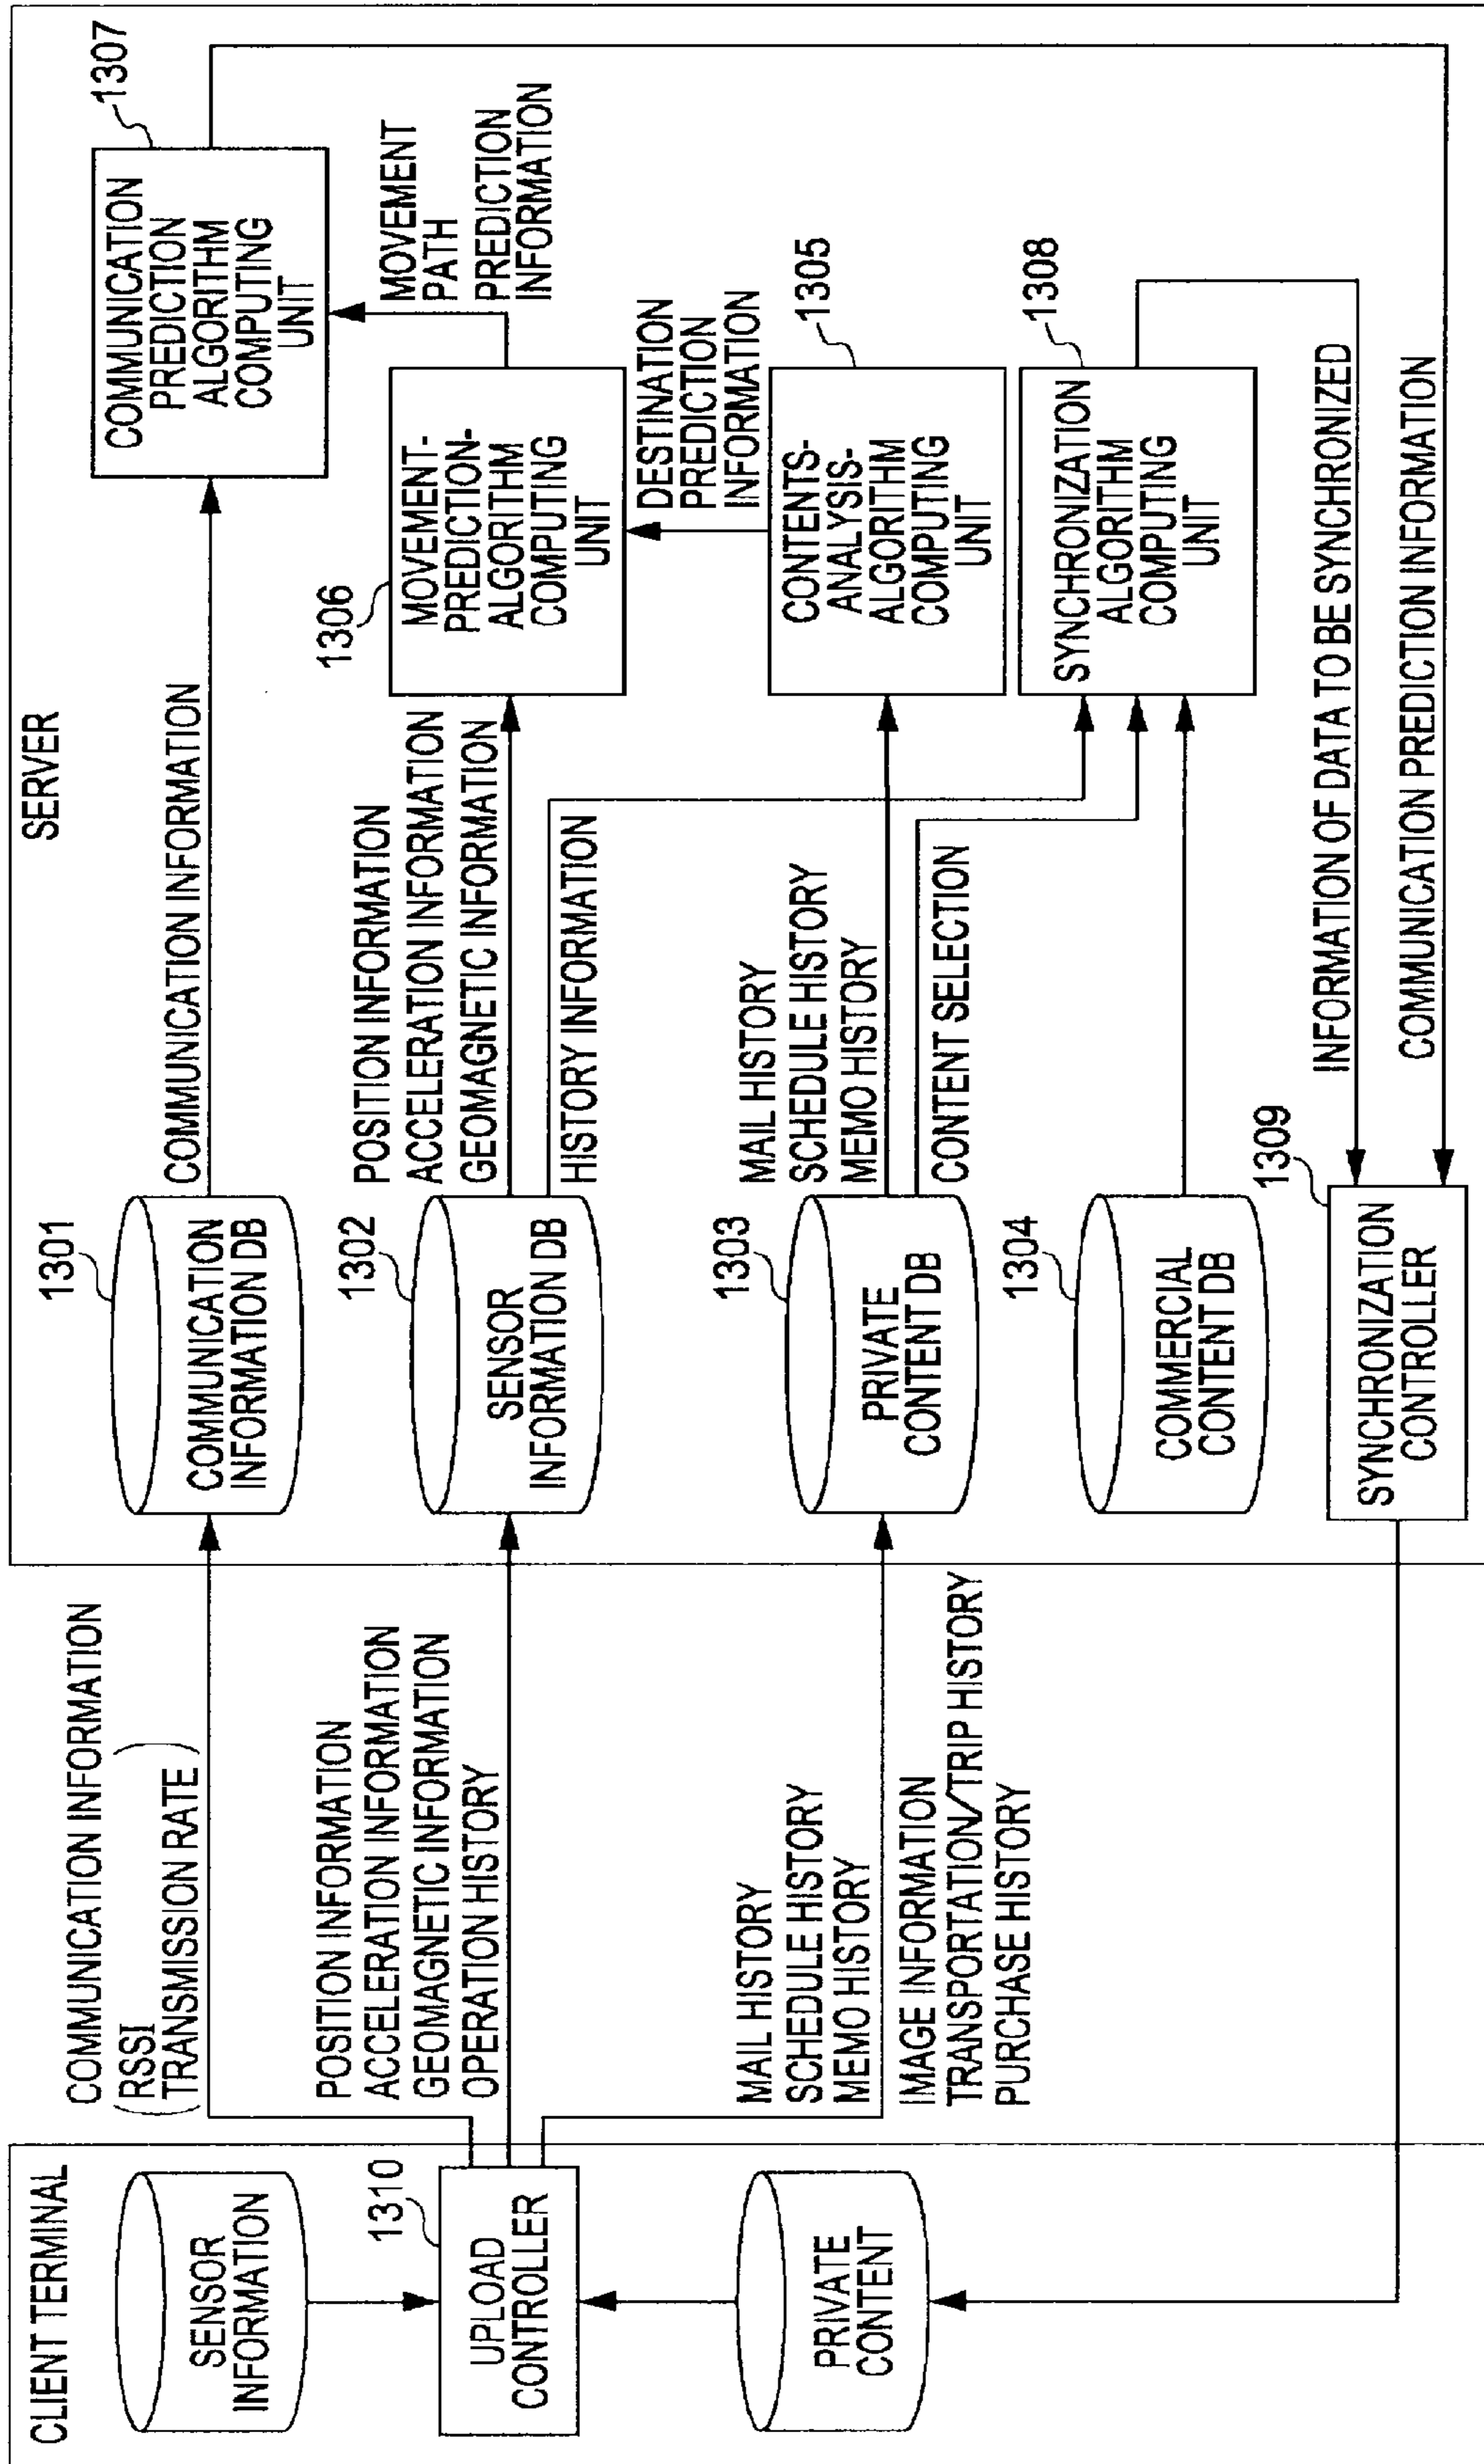 CLIENT TERMINAL
SENSOR
INFORMATION
1310
UPLOAD
CONTROLLER
PRIVATE
CONTENT
COMMUNICATION INFORMATION
(RSSI
TRANSMISSION RATE)
POSITION INFORMATION
ACCELERATION INFORMATION
GEOMAGNETIC INFORMATION
OPERATION HISTORY
MAIL HISTORY
SCHEDULE HISTORY
MEMO HISTORY
IMAGE INFORMATION
TRANSPORTATION/TRIP HISTORY
PURCHASE HISTORY
SERVER
1301
COMMUNICATION
INFORMATION DB
1302
SENSOR
INFORMATION DB
1303
PRIVATE
CONTENT DB
1304
COMMERCIAL
CONTENT DB
1309
SYNCHRONIZATION
CONTROLLER
COMMUNICATION INFORMATION
POSITION INFORMATION
ACCELERATION INFORMATION
GEOMAGNETIC INFORMATION
HISTORY INFORMATION
MAIL HISTORY
SCHEDULE HISTORY
MEMO HISTORY
CONTENT SELECTION
INFORMATION OF DATA TO BE SYNCHRONIZED
COMMUNICATION PREDICTION INFORMATION
1307
COMMUNICATION
PREDICTION
ALGORITHM
COMPUTING
UNIT
MOVEMENT
PATH
PREDICTION
INFORMATION
1306
MOVEMENT-
PREDICTION-
ALGORITHM
COMPUTING
UNIT
DESTINATION
PREDICTION
INFORMATION
1305
CONTENTS-
ANALYSIS-
ALGORITHM
COMPUTING
UNIT
1308
SYNCHRONIZATION
ALGORITHM
COMPUTING
UNIT